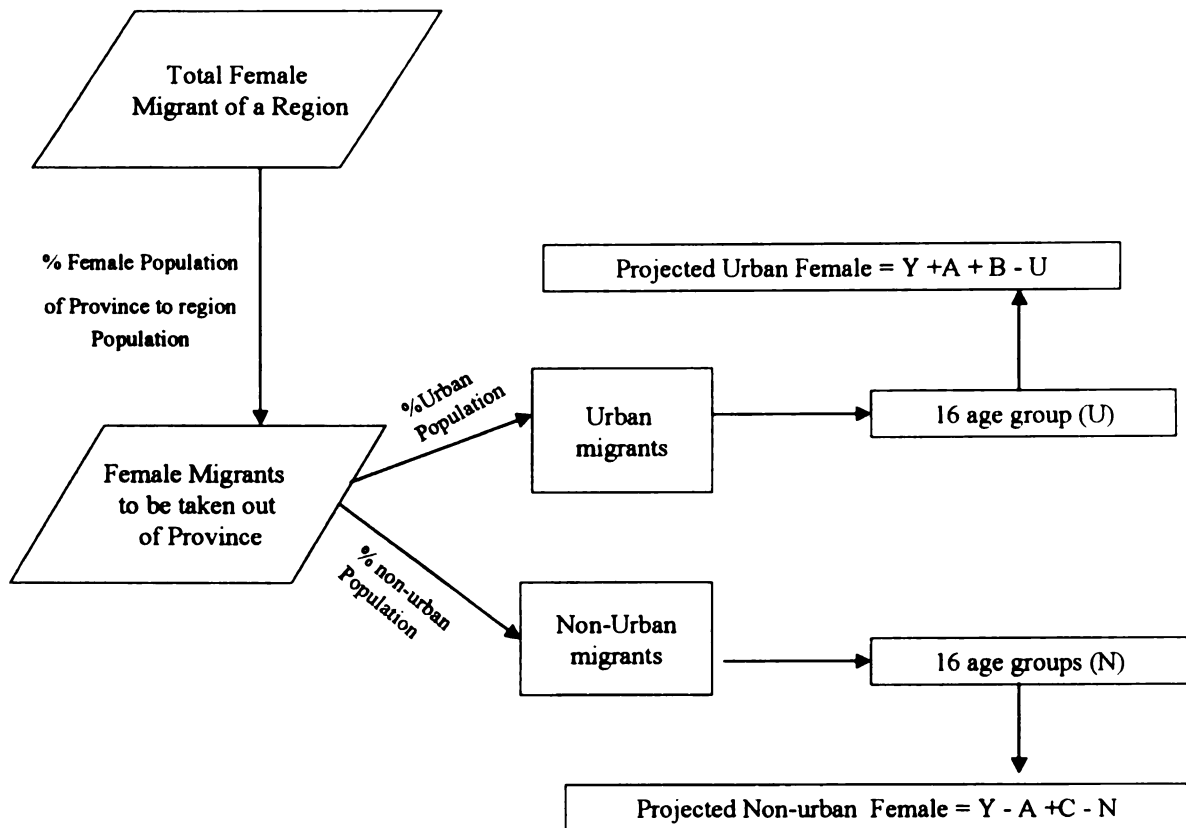 Total Female
Migrant of a Region
% Female Population
of Province to region
Population
Projected Urban Female = Y +A + B - U
%Urban
Population
Urban
migrants
16 age group (U)
Female Migrants
to be taken out
of Province
% non-urban
Population
Non-Urban
migrants
16 age groups (N)
Projected Non-urban Female = Y - A +C - N